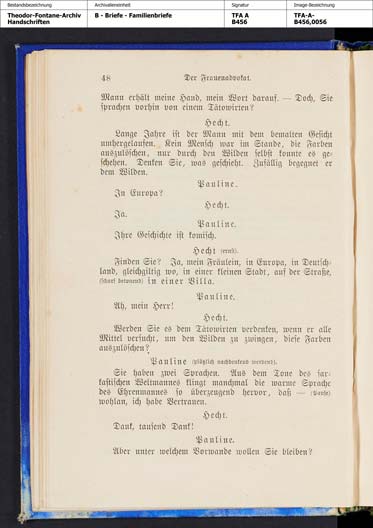 Bestandsbezeichnung
Theodor-Fontane-Archiv
Handschriften
Archivalieneinheit
B - Briefe - Familienbriefe
Signatur
TFA A
B456
Image-Bezeichnung
TFA-A-
B456,0056
48 Der Frauenadvokat.
Mann erhält meine Hand, mein Wort darauf. — Doch, Sie
sprachen vorhin von einem Tätowirten?
Hecht.
Lange Jahre ist der Mann mit dem bemalten Gesicht
umhergelaufen. Kein Mensch war im Stande, die Farben
auszulöschen, nur durch den Wilden selbst konnte es ge-
schehen. Denken Sie, was geschieht. Zufällig begegnet er
dem Wilden.
Pauline.
In Europa?
Hecht.
Ja.
Pauline.
Ihre Geschichte ist komisch.
Hecht (ernst).
Finden Sie? Ja, mein Fräulein, in Europa, in Deutsch-
land, gleichgiltig wo, in einer kleinen Stadt, auf der Straße,
(scharf betonend) in einer Villa.
Pauline.
Ah, mein Herr!
Hecht.
Werden Sie es dem Tätowirten verdenken, wenn er alle
Mittel versucht, um den Wilden zu zwingen, diese Farben
auszulöschen?
Pauline (plötzlich nachdenkend werdend).
Sie haben zwei Sprachen. Aus dem Tone des sar-
kastischen Weltmannes klingt manchmal die warme Sprache
des Ehrenmannes so überzeugend hervor, daß — (Pause)
wohlan, ich habe Vertrauen.
Hecht.
Dank, tausend Dank!
Pauline.
Aber unter welchem Vorwande wollen Sie bleiben?